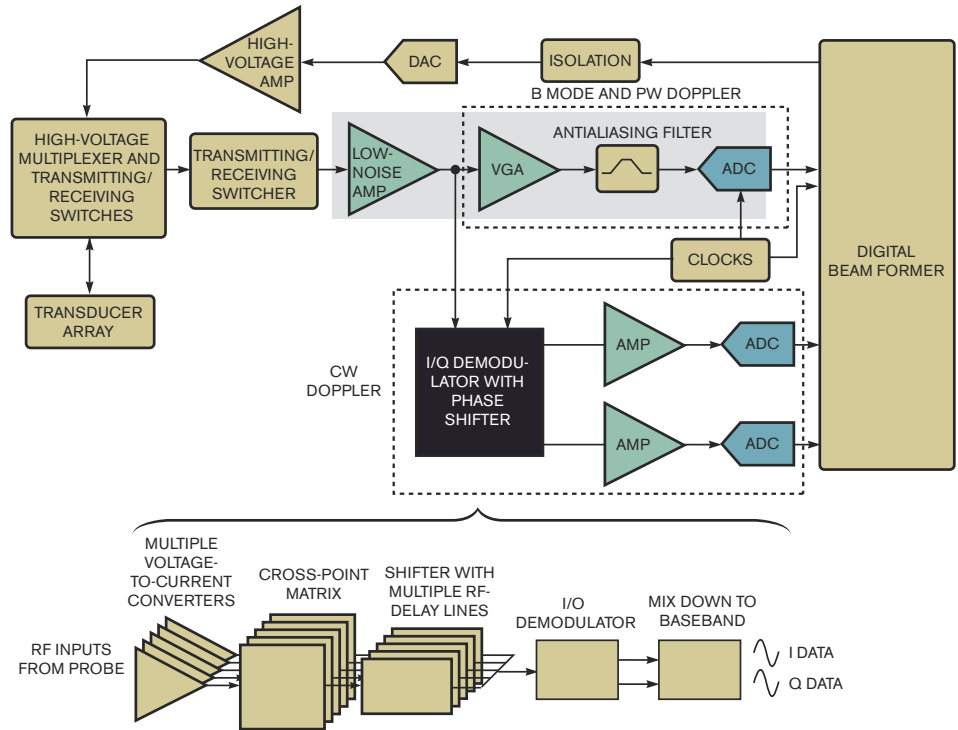 HIGH-
VOLTAGE
AMP
DAC
ISOLATION
B MODE AND PW DOPPLER
HIGH-VOLTAGE
MULTIPLEXER AND
TRANSMITTING/
RECEIVING
SWITCHES
TRANSMITTING/
RECEIVING
SWITCHER
LOW-
NOISE
AMP
VGA
ANTIALIASING FILTER
ADC
CLOCKS
DIGITAL
BEAM FORMER
TRANSDUCER
ARRAY
CW
DOPPLER
I/Q DEMODU-
LATOR WITH
PHASE
SHIFTER
AMP
ADC
AMP
ADC
MULTIPLE
VOLTAGE-
TO-CURRENT
CONVERTERS
CROSS-POINT
MATRIX
SHIFTER WITH
MULTIPLE RF-
DELAY LINES
I/O
DEMODULATOR
MIX DOWN TO
BASEBAND
RF INPUTS
FROM PROBE
I DATA
Q DATA